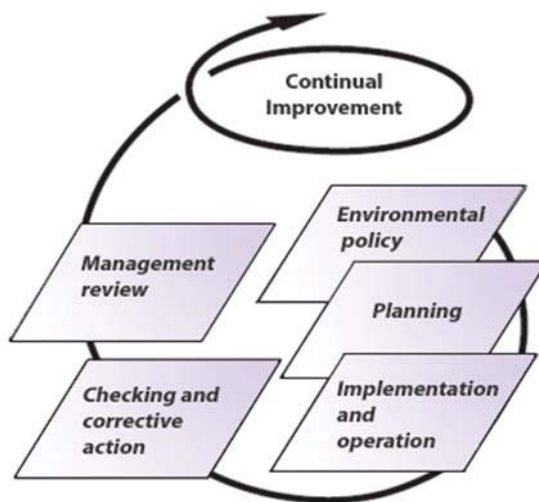 Continual
Improvement
Environmental
policy
Management
review
Planning
Checking and
corrective
action
Implementation
and
operation